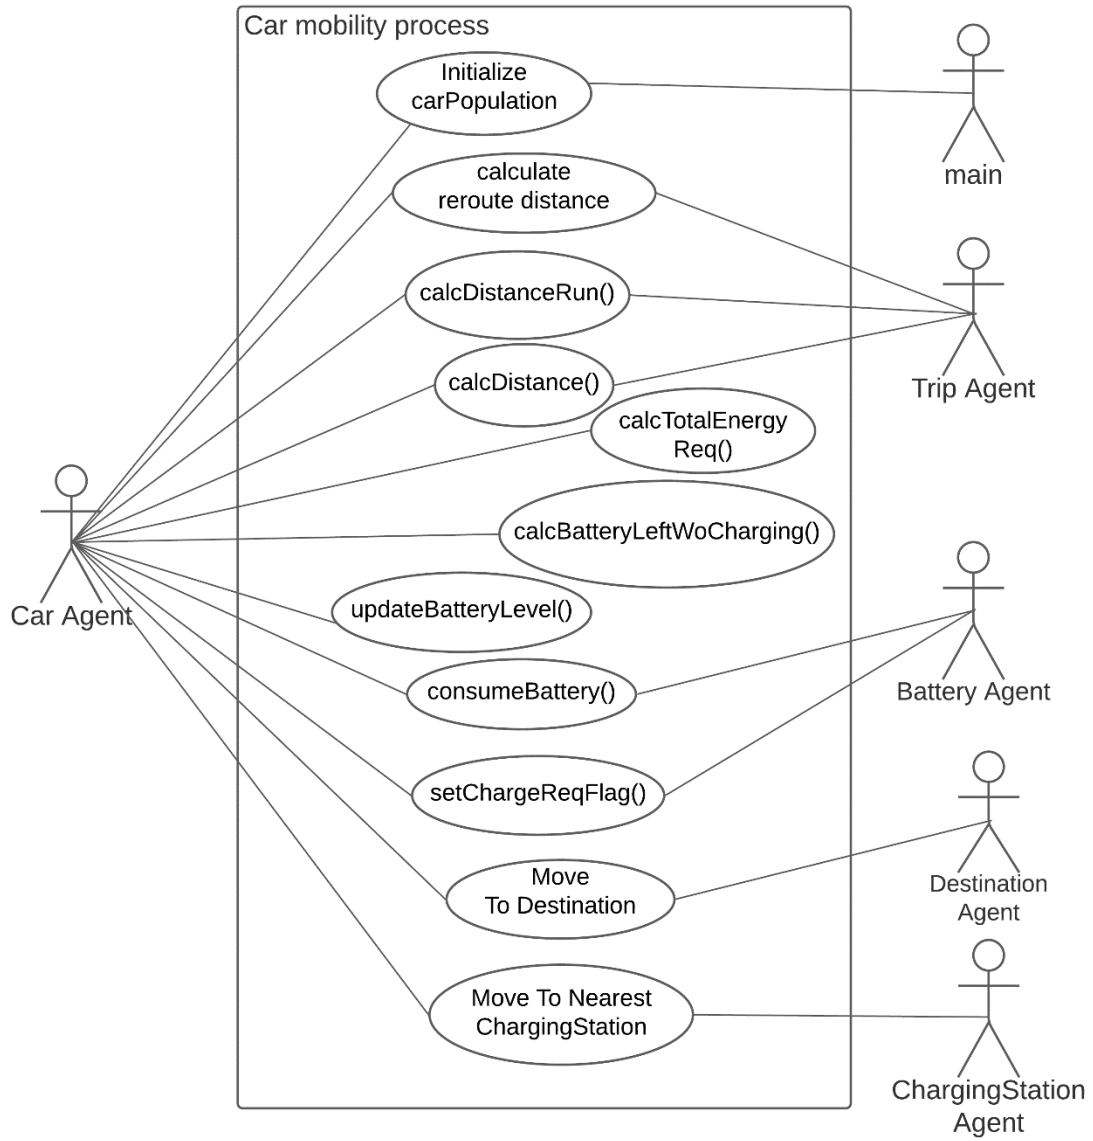 Car mobility process
Initialize
carPopulation
main
calculate
reroute distance
calcDistanceRun()
Trip Agent
calcDistance()
calcTotalEnergy
Req()
calcBatteryLeftWoCharging()
Car Agent
updateBatteryLevel()
consumeBattery()
Battery Agent
setChargeReqFlag()
Move
To Destination
Destination
Agent
Move To Nearest
ChargingStation
ChargingStation
Agent